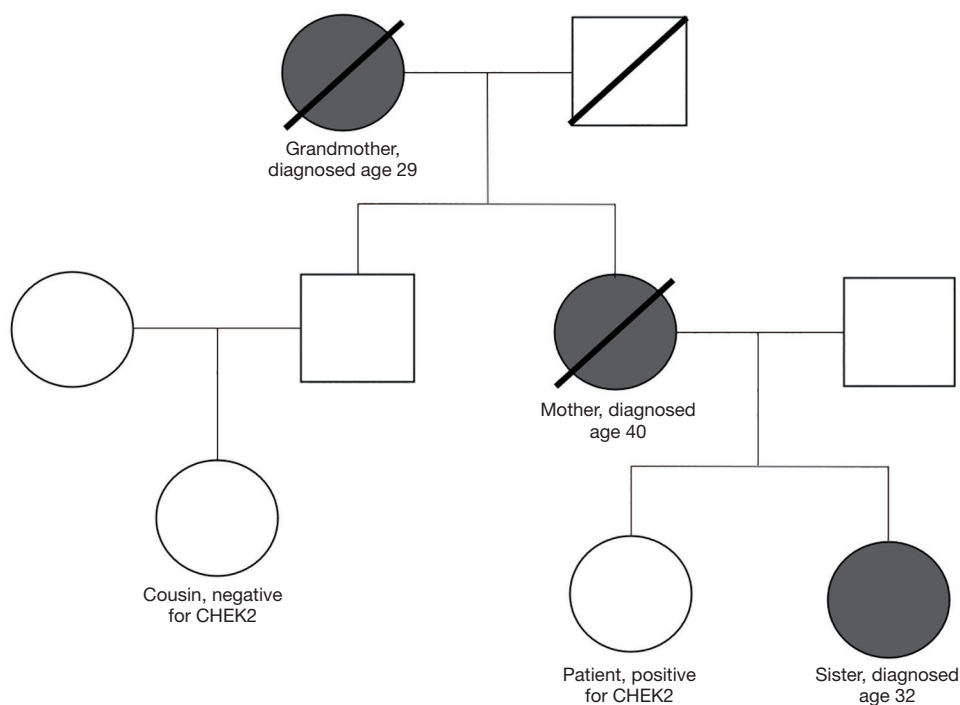 Grandmother,
diagnosed age 29
Mother, diagnosed
age 40
Cousin, negative
for CHEK2
Patient, positive
for CHEK2
Sister, diagnosed
age 32